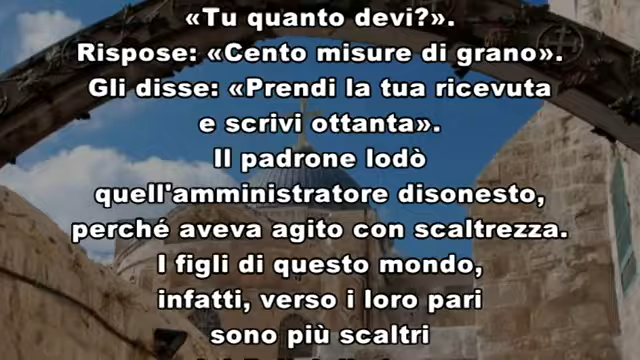 «Tu quanto devi?».
Rispose: «Cento misure di grano».
Gli disse: «Prendi la tua ricevuta
e scrivi ottanta».
Il padrone lodò
quell'amministratore disonesto,
perché aveva agito con scaltrezza.
I figli di questo mondo,
infatti, verso i loro pari
sono più scaltri